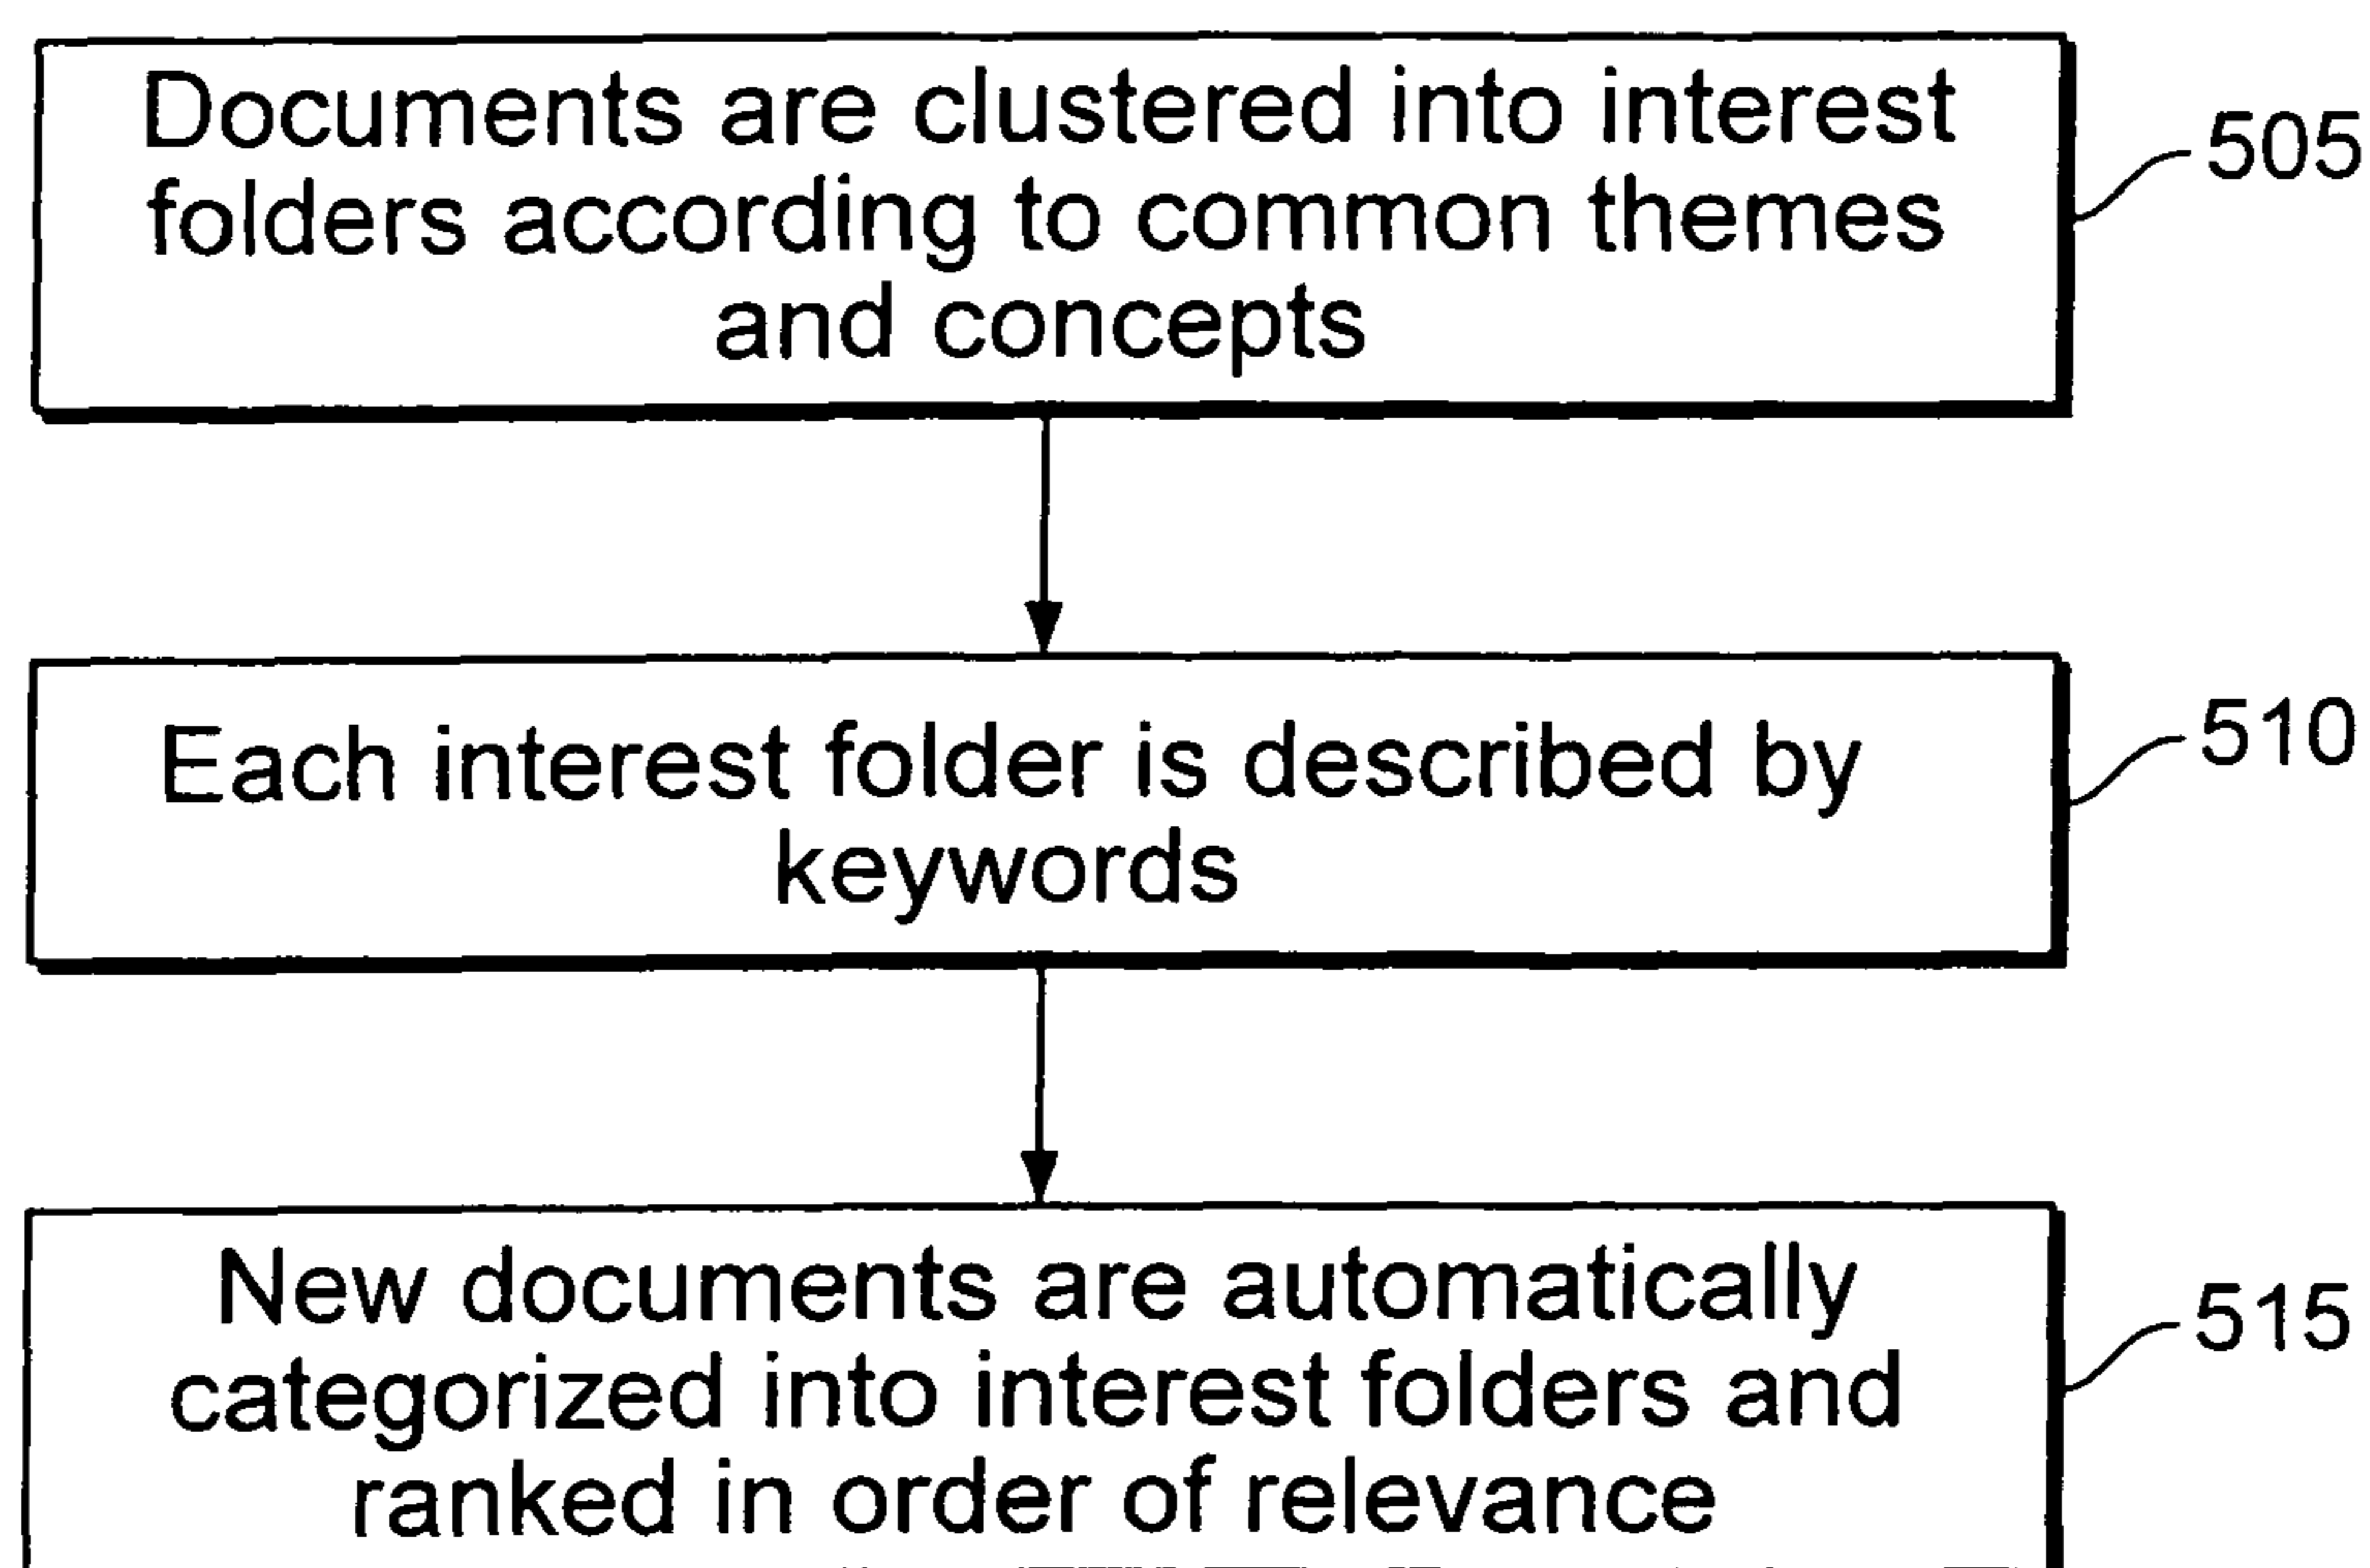 Documents are clustered into interest
folders according to common themes
and concepts
505
Each interest folder is described by
keywords
510
New documents are automatically
categorized into interest folders and
ranked in order of relevance
515